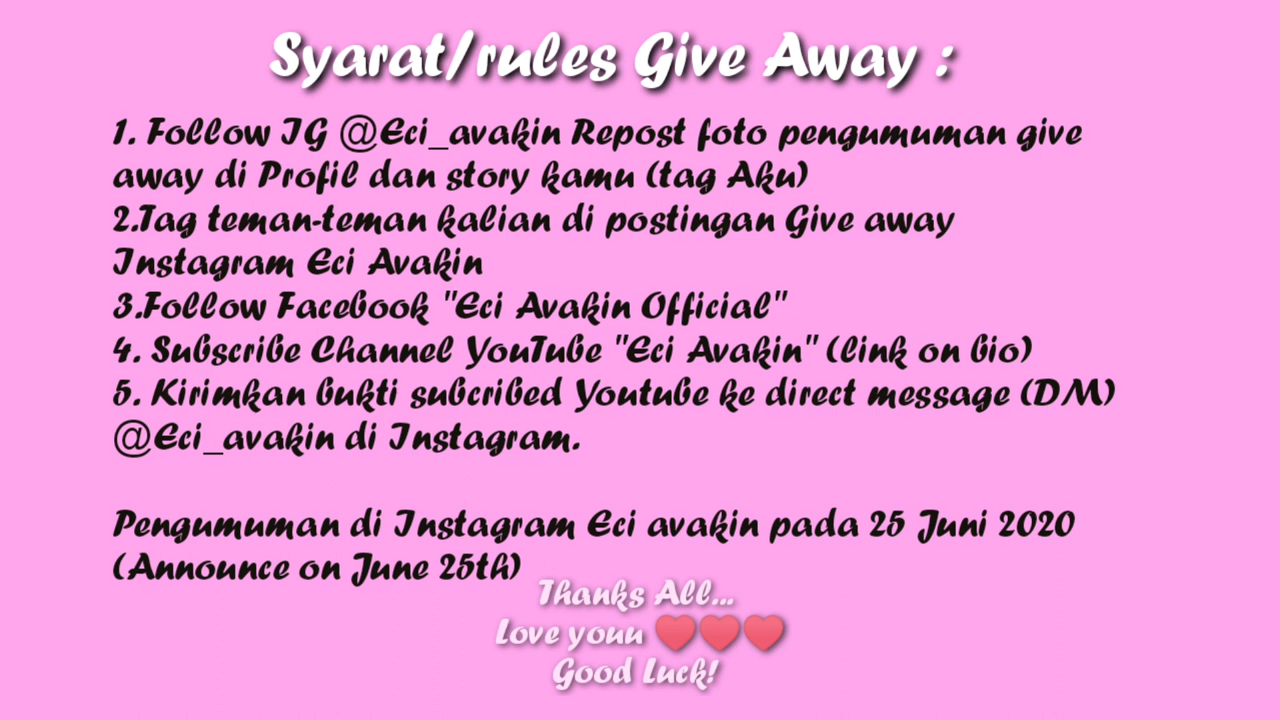 Syarat/rules Give Away :
1. Follow IG @Eci_avakin Repost foto pengumuman give
away di Profil dan story kamu (tag Aku)
2.Tag teman-teman kalian di postingan Give away
Instagram Eci Avakin
3.Follow Facebook "Eci Avakin Official"
4. Subscribe Channel YouTube "Eci Avakin" (link on bio)
5. Kirimkan bukti subcribed Youtube ke direct message (DM)
@Eci_avakin di Instagram.
Pengumuman di Instagram Eci avakin pada 25 Juni 2020
(Announce on June 25th)
Thanks All...
Love youu ❤️❤️❤️
Good Luck!